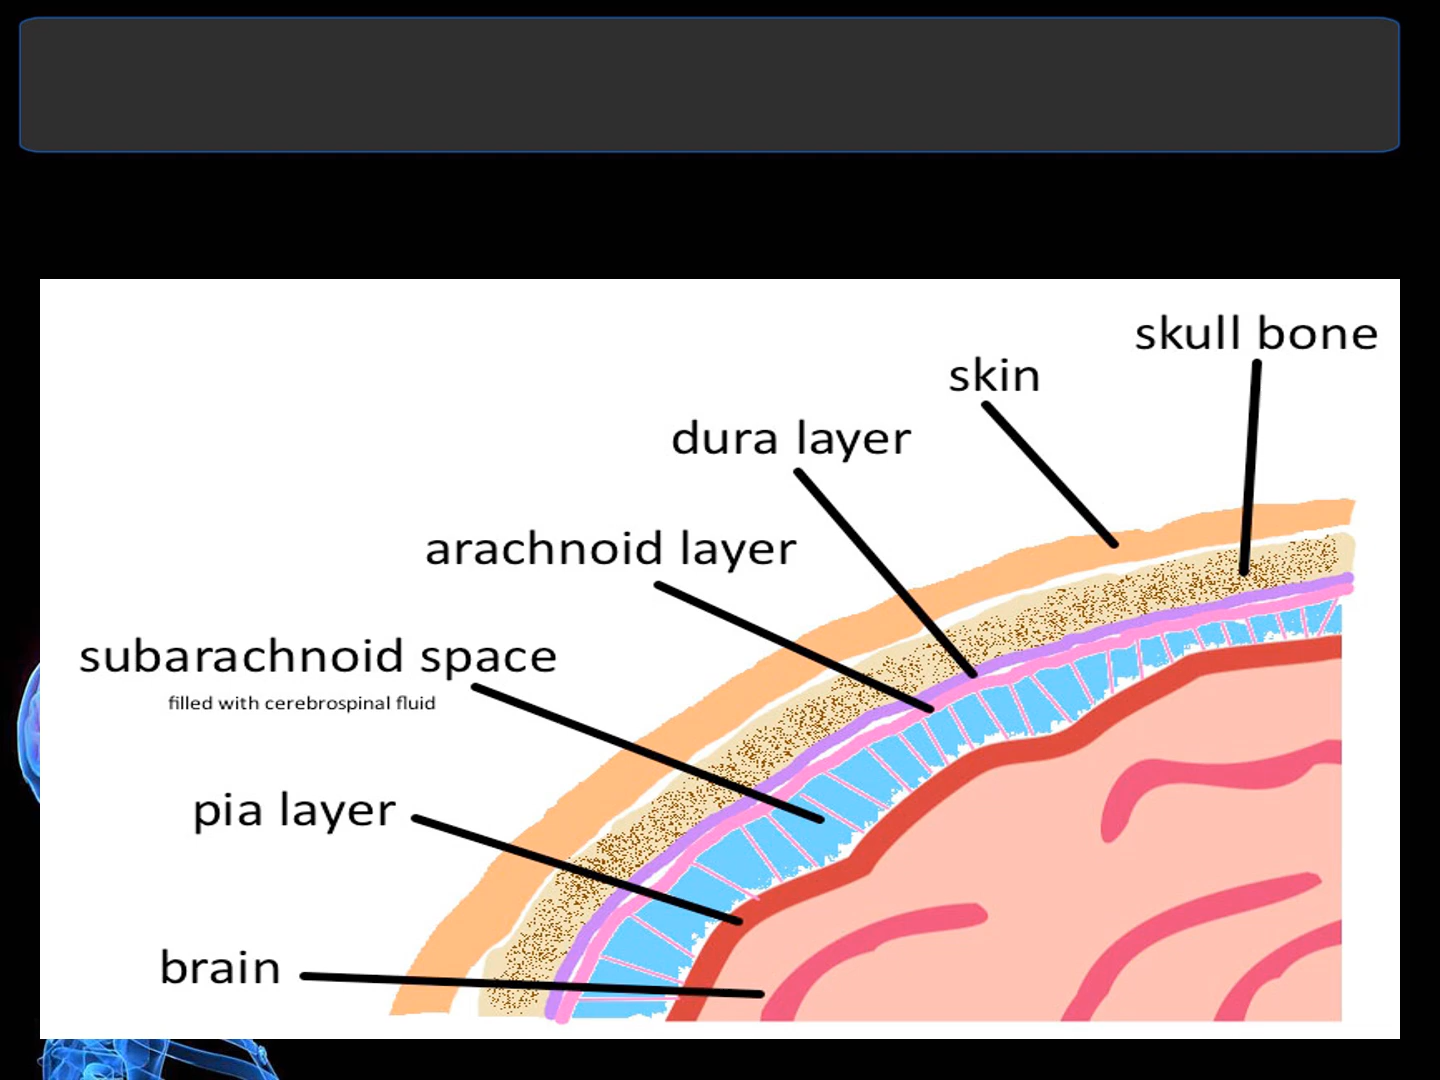 skull bone
skin
dura layer
arachnoid layer
subarachnoid space
filled with cerebrospinal fluid
pia layer
brain